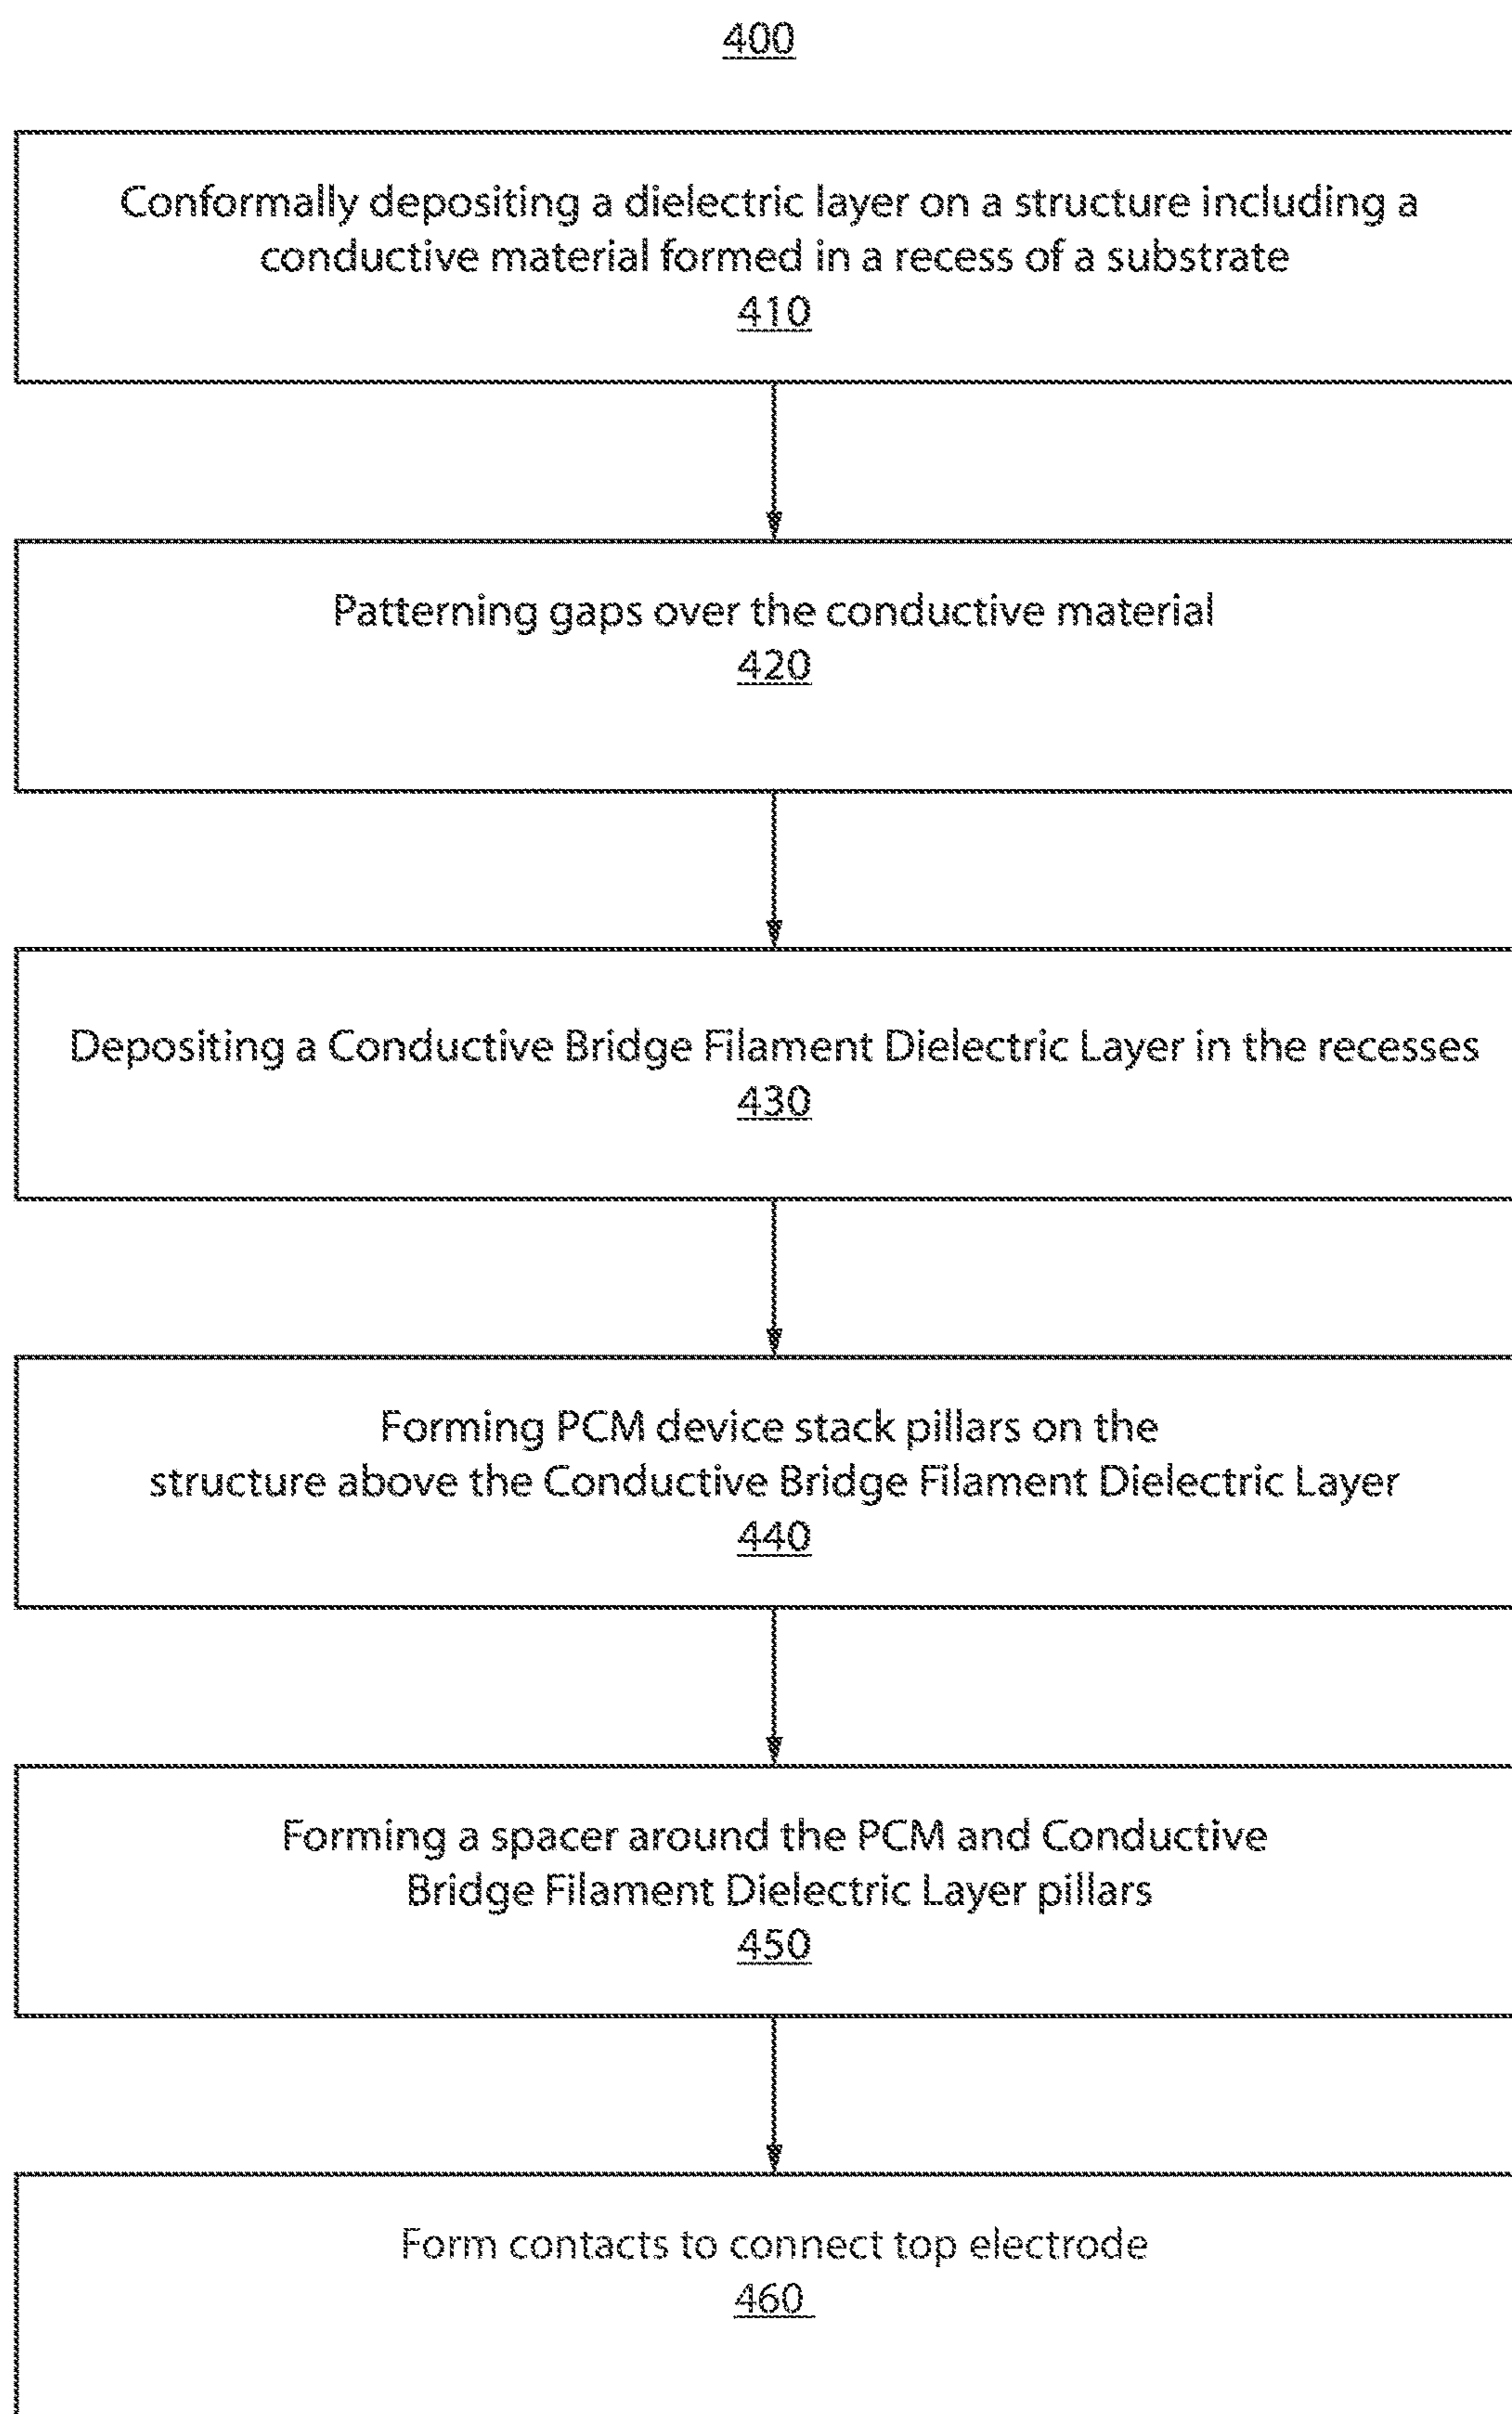 400
Conformally depositing a dielectric layer on a structure including a
conductive material formed in a recess of a substrate
410
Patterning gaps over the conductive material
420
Depositing a Conductive Bridge Filament Dielectric Layer in the recesses
430
Forming PCM device stack pillars on the
structure above the Conductive Bridge Filament Dielectric Layer
440
Forming a spacer around the PCM and Conductive
Bridge Filament Dielectric Layer pillars
450
Form contacts to connect top electrode
460